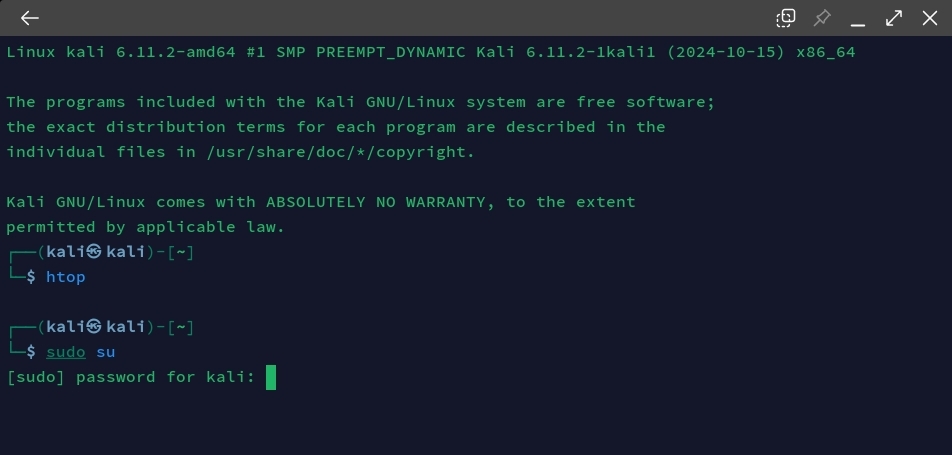 Linux kali 6.11.2-amd64 #1 SMP PREEMPT_DYNAMIC Kali 6.11.2-1kali1 (2024-10-15) x86_64
The programs included with the Kali GNU/Linux system are free software;
the exact distribution terms for each program are described in the
individual files in /usr/share/doc/*/copyright.
Kali GNU/Linux comes with ABSOLUTELY NO WARRANTY, to the extent
permitted by applicable law.
┌──(kali㉿kali)-[~]
└─$ htop
┌──(kali㉿kali)-[~]
└─$ sudo su
[sudo] password for kali: